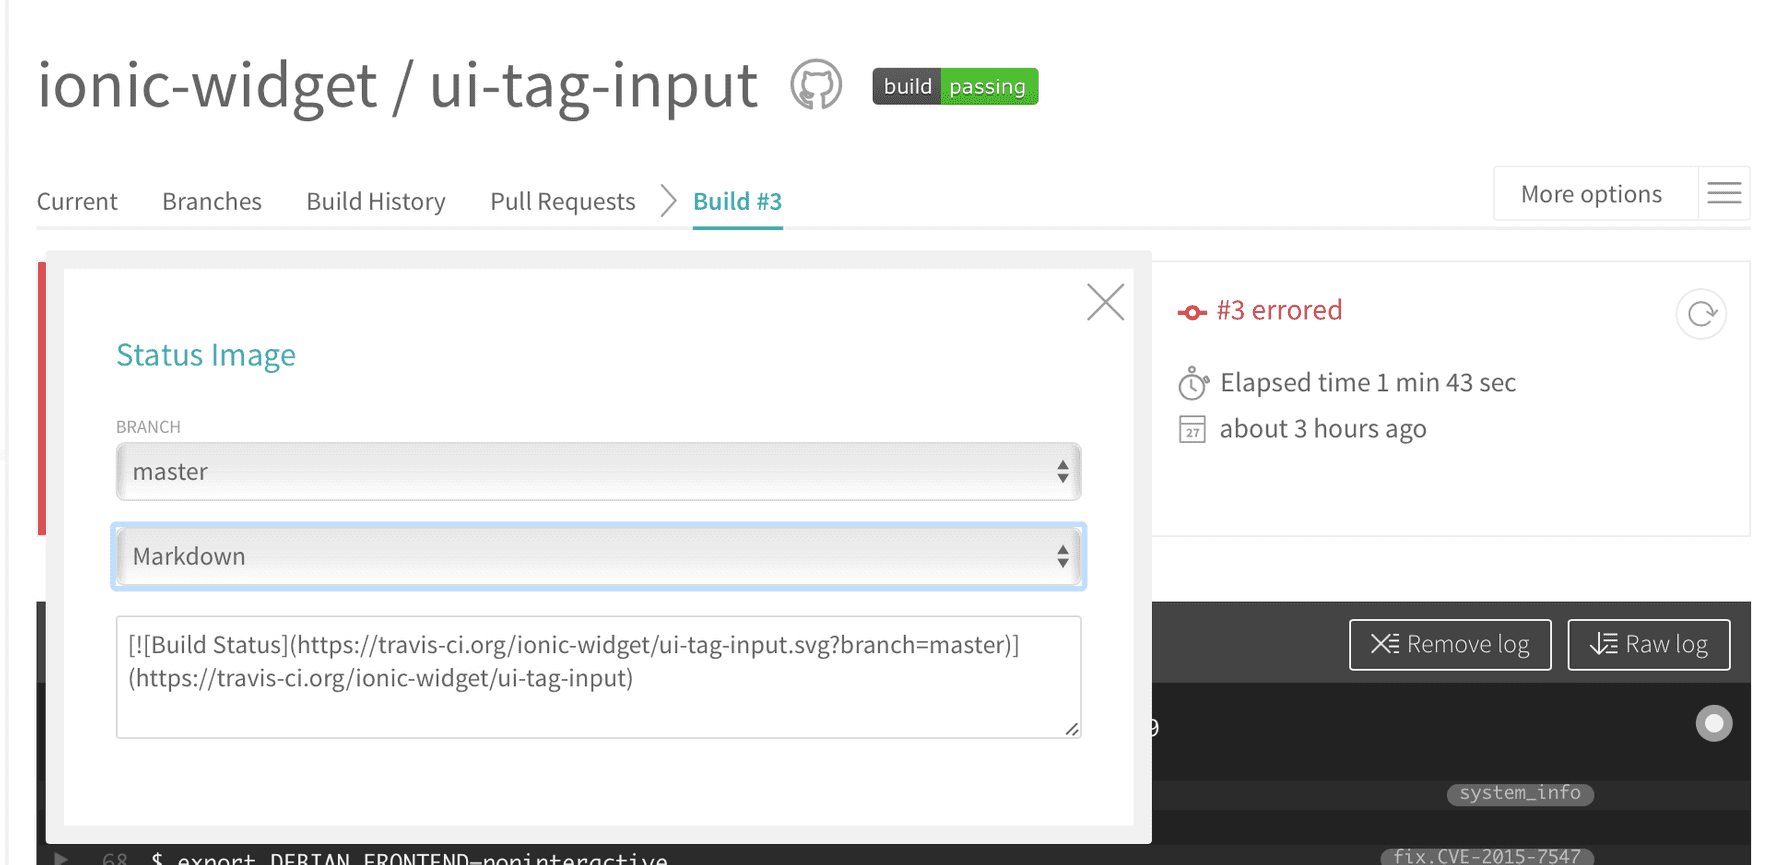 ionic-widget / ui-tag-input
build passing
Current Branches Build History Pull Requests Build #3
More options
Status Image
BRANCH
master
Markdown
[![Build Status](https://travis-ci.org/ionic-widget/ui-tag-input.svg?branch=master)]
(https://travis-ci.org/ionic-widget/ui-tag-input)
#3 errored
Elapsed time 1 min 43 sec
27 about 3 hours ago
Remove log Raw log
9
system_info
68 $ export DEBIAN_FRONTEND=noninteractive
fix.CVE-2015-7547